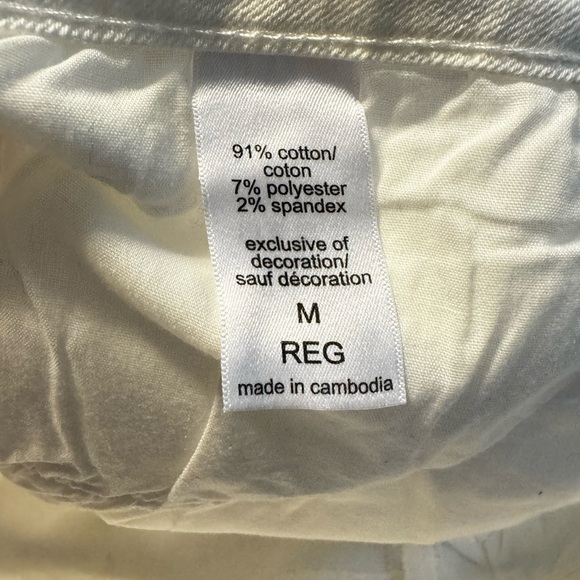 91% cotton/
coton
7% polyester
2% spandex
exclusive of
decoration/
sauf décoration
M
REG
made in cambodia